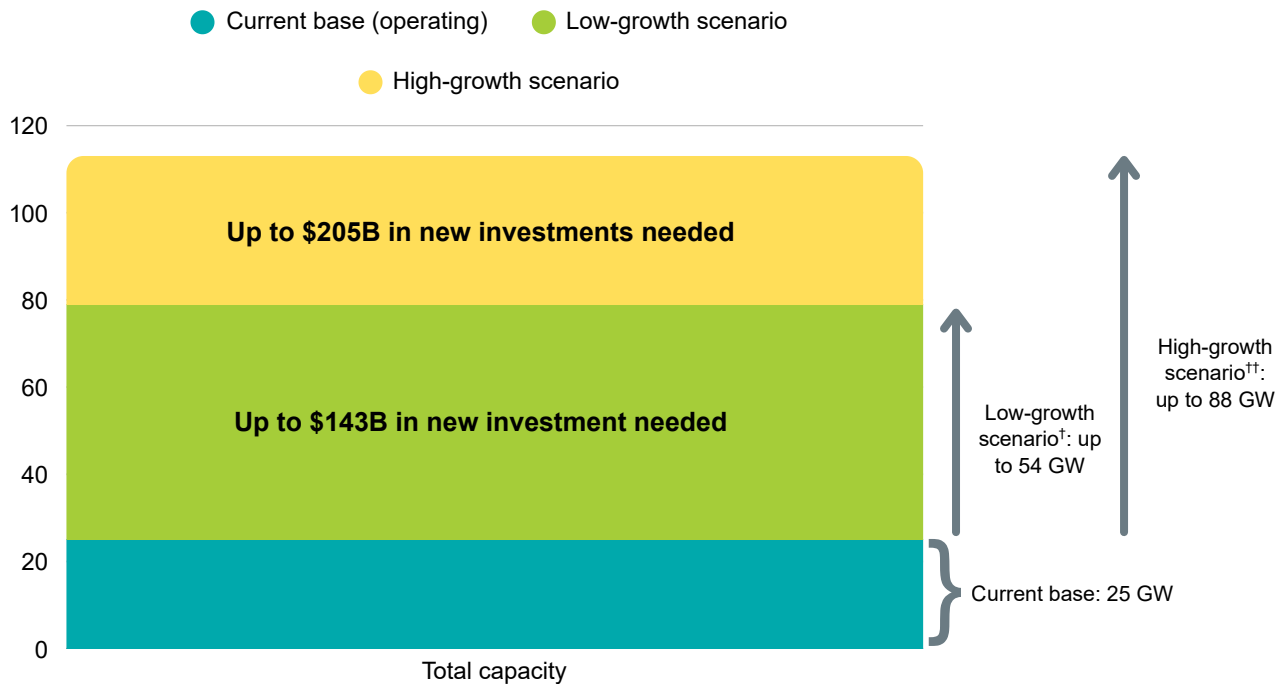 Current base (operating)
Low-growth scenario
High-growth scenario
120
100
80
60
40
20
0
Up to $205B in new investments needed
Up to $143B in new investment needed
Total capacity
Low-growth
scenario†: up
to 54 GW
High-growth
scenario††:
up to 88 GW
Current base: 25 GW